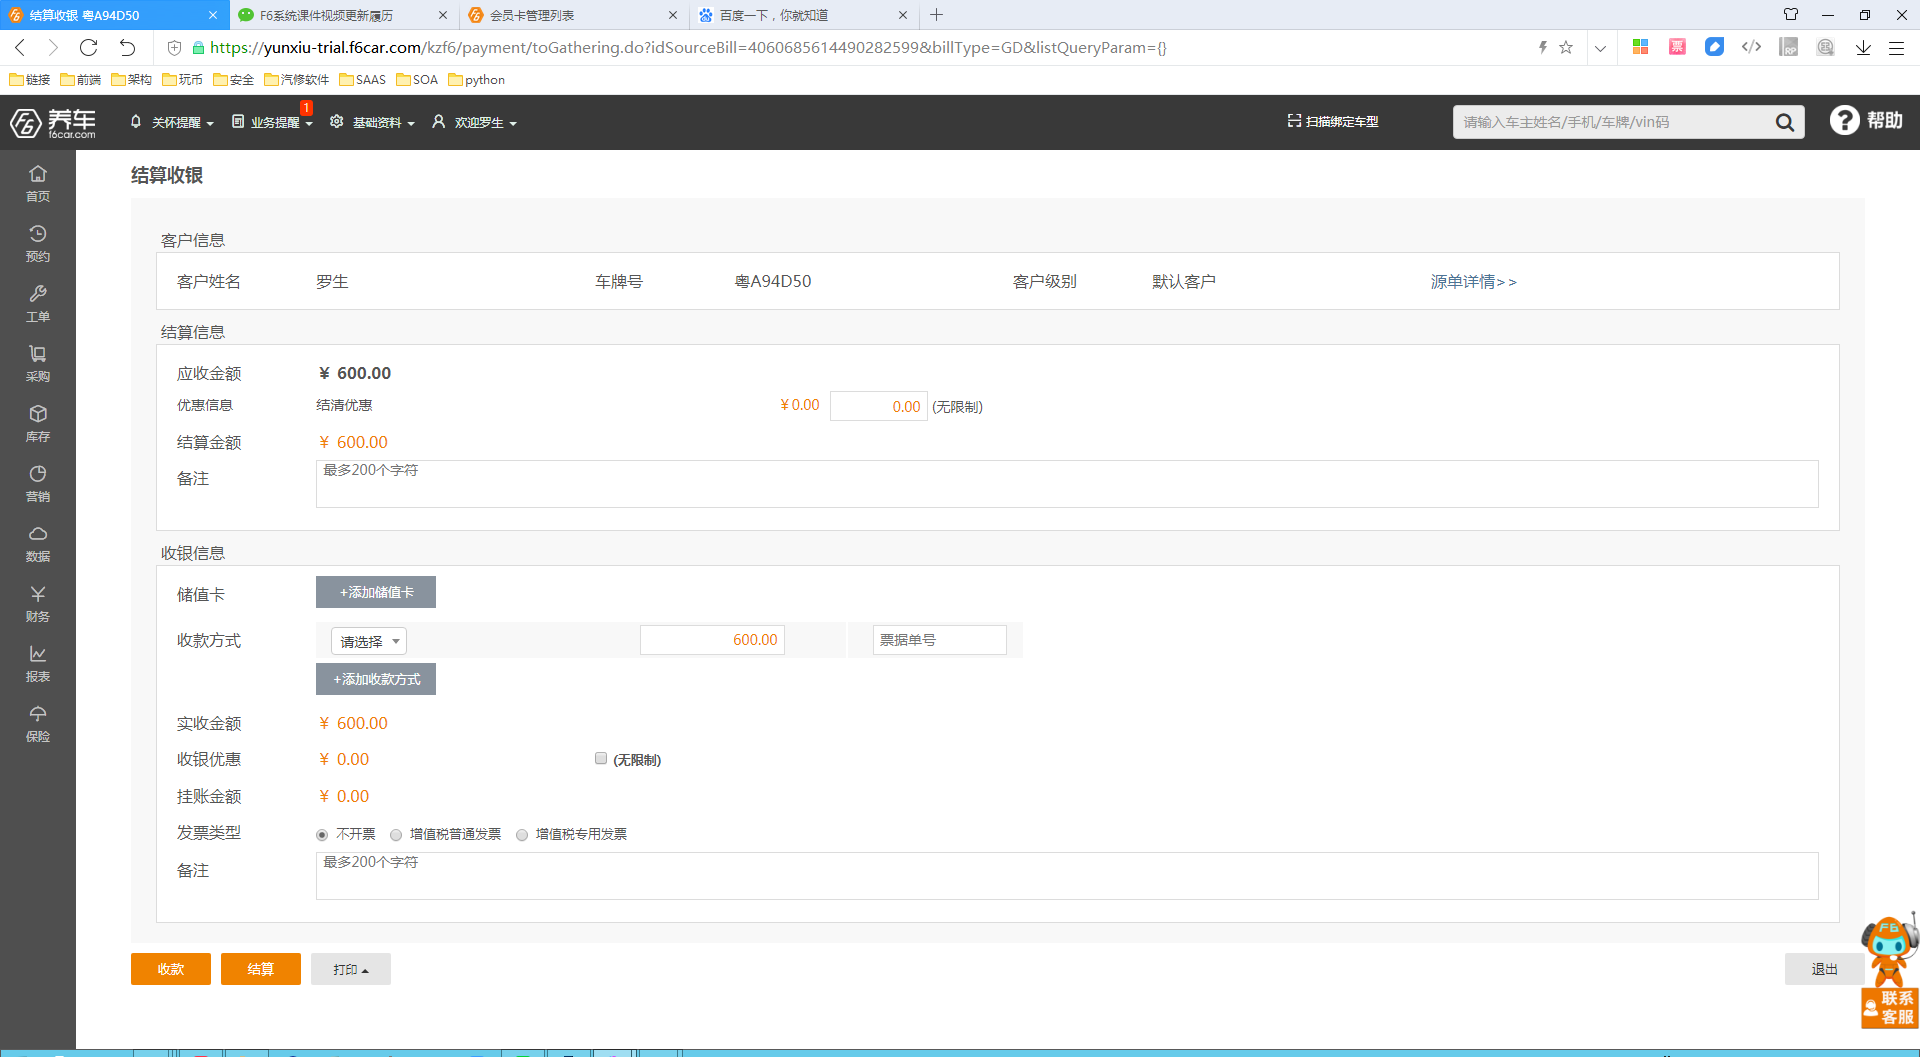 结算收银 粤A94D50
F6系统课件视频更新履历
会员卡管理列表
百度一下，你就知道
https://yunxiu-trial.f6car.com/kzf6/payment/toGathering.do?idSourceBill=4060685614490282599&billType=GD&listQueryParam={}
票
链接 前端 架构 玩币 安全 汽修软件 SAAS SOA python
养车
f6car.com
关怀提醒
业务提醒
1
基础资料
欢迎罗生
扫描绑定车型
请输入车主姓名/手机/车牌/vin码
帮助
首页
预约
工单
采购
库存
营销
数据
财务
报表
保险
结算收银
客户信息
客户姓名 罗生 车牌号 粤A94D50 客户级别 默认客户 源单详情>>
结算信息
应收金额 ¥ 600.00
优惠信息 结清优惠 ¥0.00 0.00 (无限制)
结算金额 ¥ 600.00
备注 最多200个字符
收银信息
储值卡 +添加储值卡
收款方式 请选择 600.00 票据单号
+添加收款方式
实收金额 ¥ 600.00
收银优惠 ¥ 0.00 (无限制)
挂账金额 ¥ 0.00
发票类型 不开票 增值税普通发票 增值税专用发票
备注 最多200个字符
收款 结算 打印 退出
F6
联系
客服